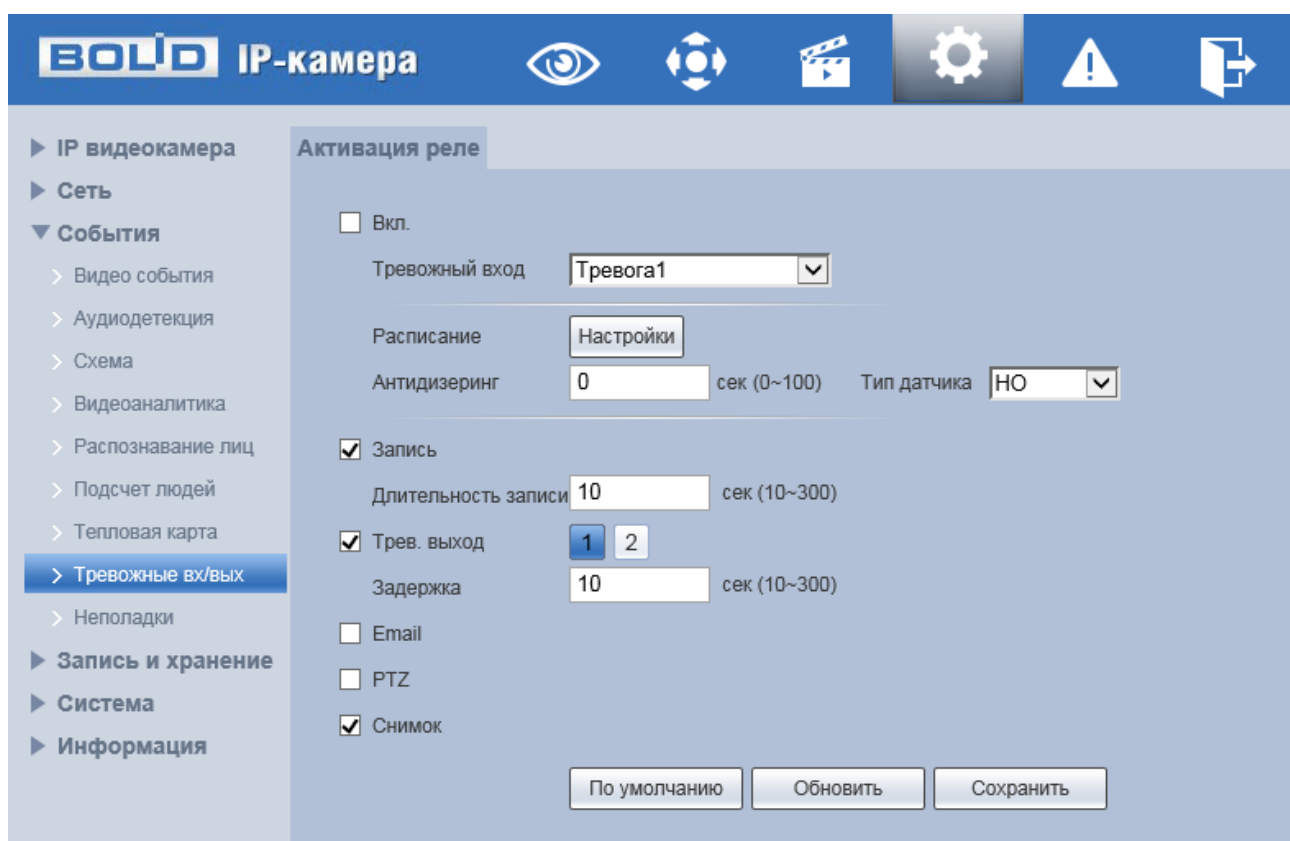 BOLID IP-камера
IP видеокамера
Сеть
События
Видео события
Аудиодетекция
Схема
Видеоаналитика
Распознавание лиц
Подсчет людей
Тепловая карта
Тревожные вх/вых
Неполадки
Запись и хранение
Система
Информация
Активация реле
Вкл.
Тревожный вход Тревога1
Расписание Настройки
Антидизеринг 0 сек (0~100) Тип датчика НО
Запись
Длительность записи 10 сек (10~300)
Трев. выход 1 2
Задержка 10 сек (10~300)
Email
PTZ
Снимок
По умолчанию Обновить Сохранить